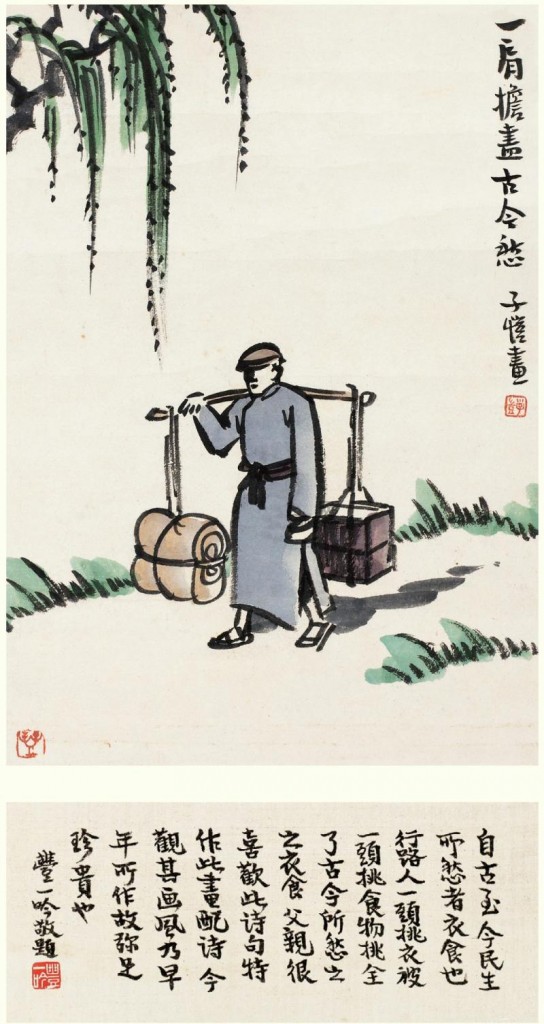 一肩擔盡古今愁
子愷畫
自古至今民生
所愁者衣食也
行路人一頭挑衣被
一頭挑食物挑全
了古今所愁之
之衣食父親很
喜歡此诗句特
作此畫配诗今
觀其画風乃早
年所作故弥足
珍貴也
豐一吟敬題